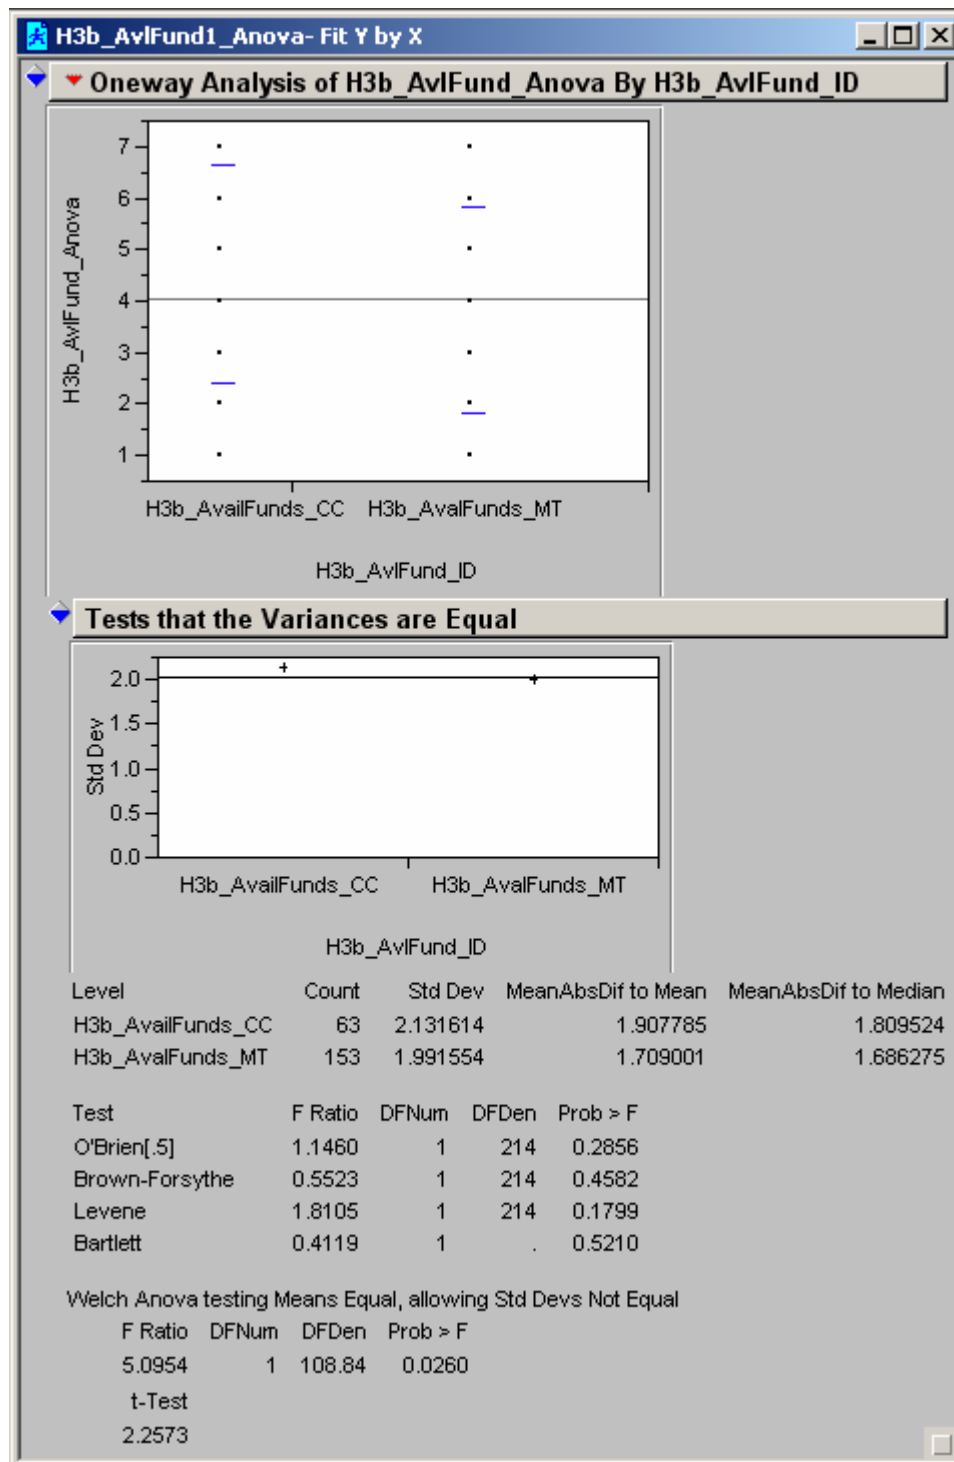 H3b_AvlFund1_Anova- Fit Y by X
Oneway Analysis of H3b_AvlFund_Anova By H3b_AvlFund_ID
H3b_AvlFund_Anova
7
6
5
4
3
2
1
H3b_AvailFunds_CC H3b_AvalFunds_MT
H3b_AvlFund_ID
Tests that the Variances are Equal
Std Dev
2.0
1.5
1.0
0.5
0.0
H3b_AvailFunds_CC H3b_AvalFunds_MT
H3b_AvlFund_ID
Level Count Std Dev MeanAbsDif to Mean MeanAbsDif to Median
H3b_AvailFunds_CC 63 2.131614 1.907785 1.809524
H3b_AvalFunds_MT 153 1.991554 1.709001 1.686275
Test F Ratio DFNum DFDen Prob > F
O'Brien[.5] 1.1460 1 214 0.2856
Brown-Forsythe 0.5523 1 214 0.4582
Levene 1.8105 1 214 0.1799
Bartlett 0.4119 1 . 0.5210
Welch Anova testing Means Equal, allowing Std Devs Not Equal
F Ratio DFNum DFDen Prob > F
5.0954 1 108.84 0.0260
t-Test
2.2573